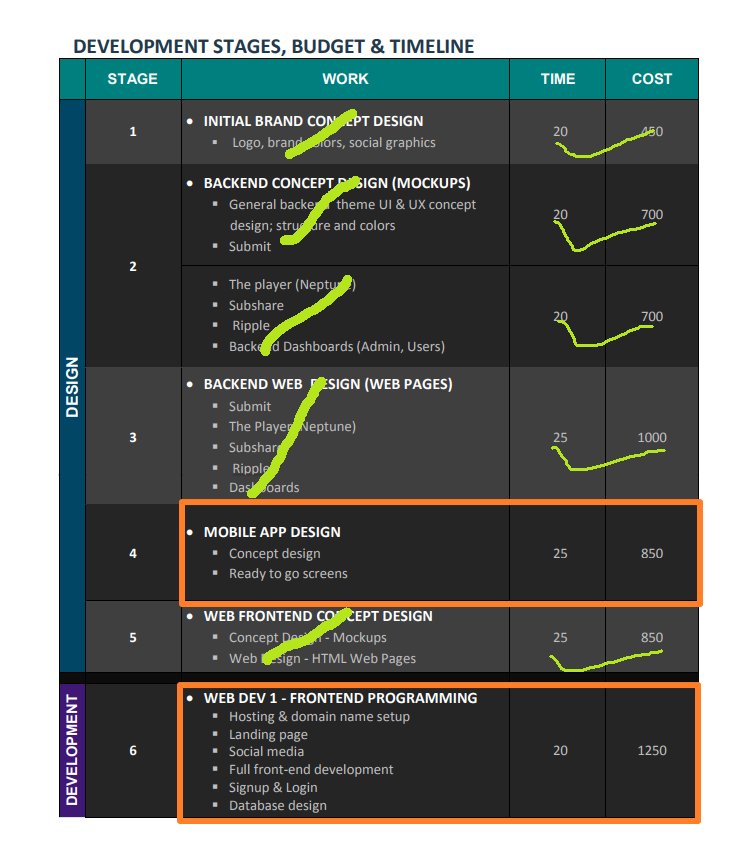 DEVELOPMENT STAGES, BUDGET & TIMELINE
STAGE WORK TIME COST
DESIGN
1
• INITIAL BRAND CONCEPT DESIGN
▪ Logo, brand colors, social graphics
20 450
2
• BACKEND CONCEPT DESIGN (MOCKUPS)
▪ General backend theme UI & UX concept
design; structure and colors
▪ Submit
20 700
▪ The player (Neptune)
▪ Subshare
▪ Ripple
▪ Backend Dashboards (Admin, Users)
20 700
3
• BACKEND WEB DESIGN (WEB PAGES)
▪ Submit
▪ The Player(Neptune)
▪ Subshare
▪ Ripple
▪ Dashboards
25 1000
4
• MOBILE APP DESIGN
▪ Concept design
▪ Ready to go screens
25 850
5
• WEB FRONTEND CONCEPT DESIGN
▪ Concept Design - Mockups
▪ Web Design - HTML Web Pages
25 850
DEVELOPMENT
6
• WEB DEV 1 - FRONTEND PROGRAMMING
▪ Hosting & domain name setup
▪ Landing page
▪ Social media
▪ Full front-end development
▪ Signup & Login
▪ Database design
20 1250